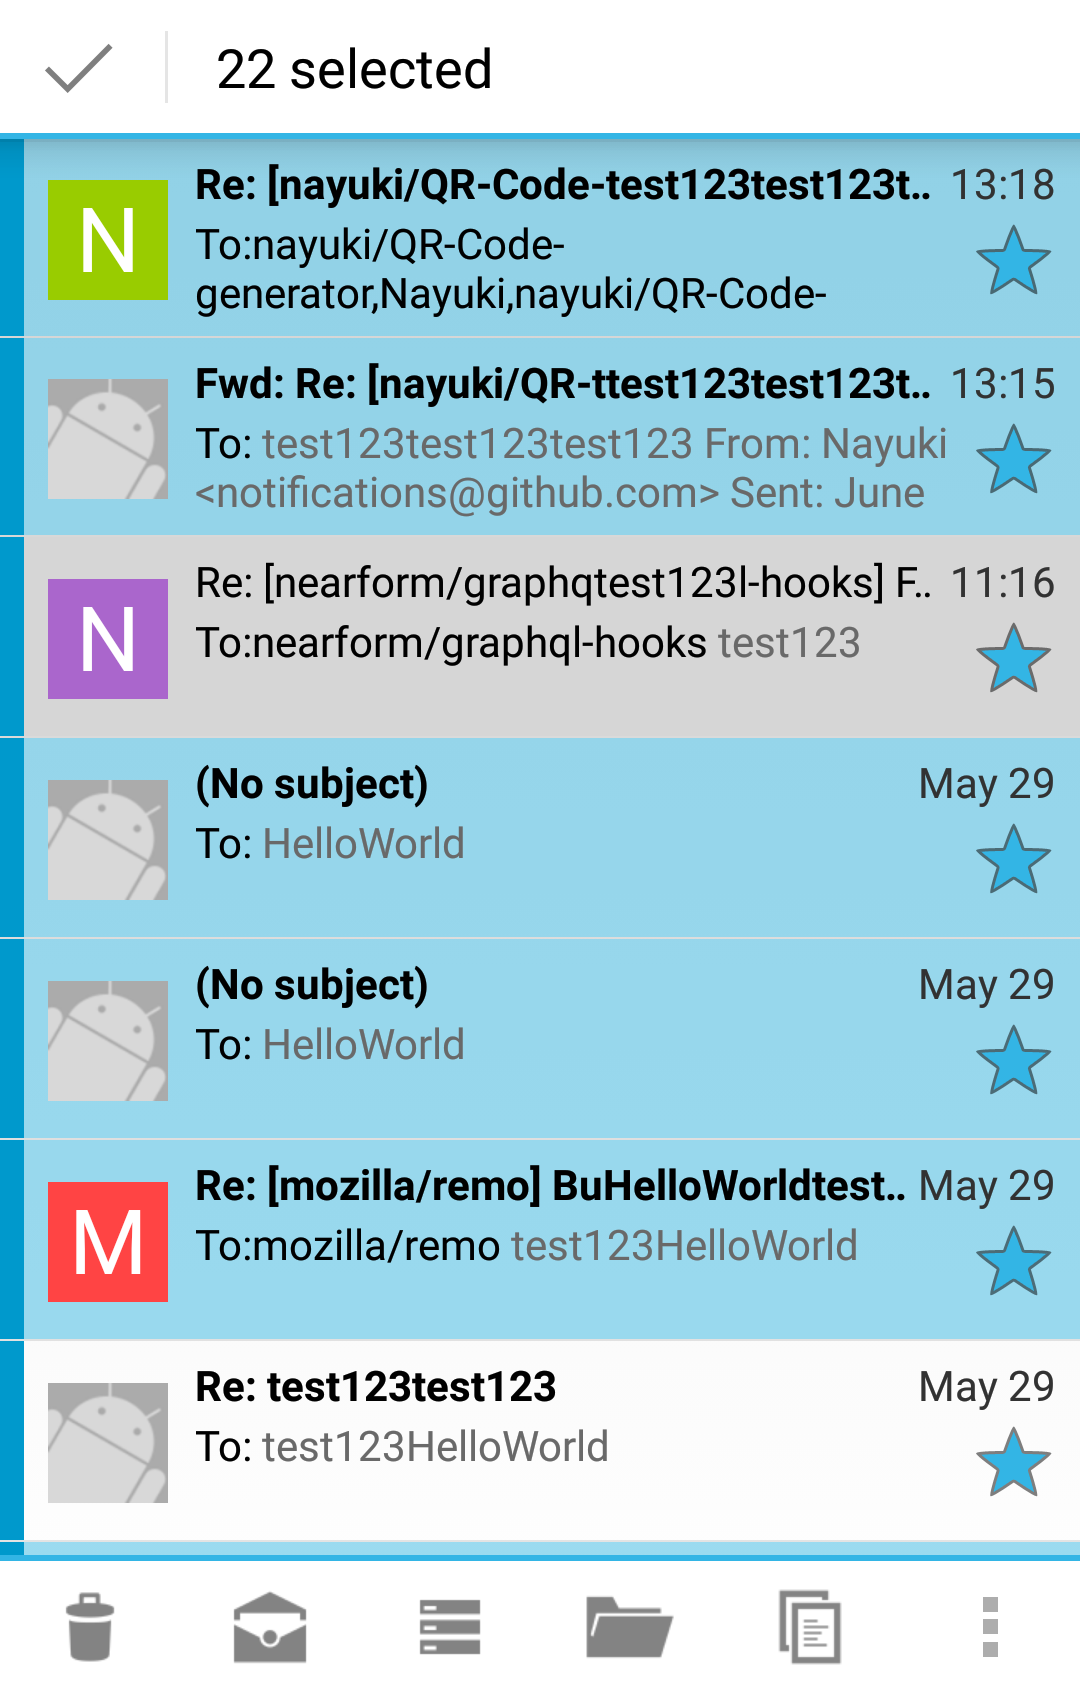 22 selected
N
Re: [nayuki/QR-Code-test123test123t.. 13:18
To:nayuki/QR-Code-
generator,Nayuki,nayuki/QR-Code-
Fwd: Re: [nayuki/QR-ttest123test123t.. 13:15
To: test123test123test123 From: Nayuki
<notifications@github.com> Sent: June
N
Re: [nearform/graphqtest123l-hooks] F.. 11:16
To:nearform/graphql-hooks test123
(No subject) May 29
To: HelloWorld
(No subject) May 29
To: HelloWorld
M
Re: [mozilla/remo] BuHelloWorldtest.. May 29
To:mozilla/remo test123HelloWorld
Re: test123test123 May 29
To: test123HelloWorld